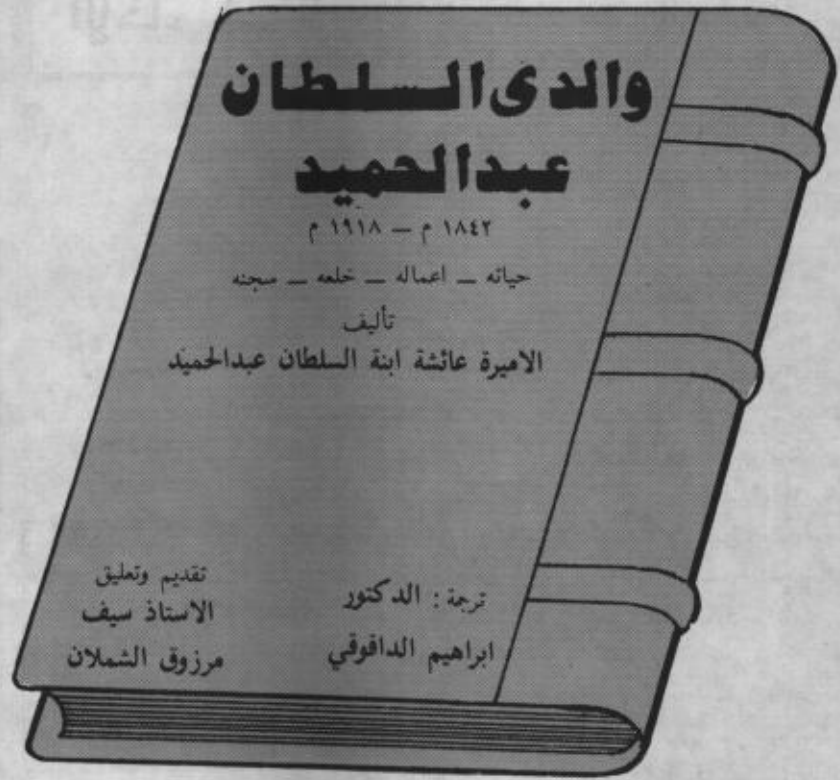 والدى السلطان
عبدالحميد
١٨٤٢ م — ١٩١٨ م
حياته — اعماله — خلعه — سجنه
تأليف
الاميرة عائشة ابنة السلطان عبدالحميد
ترجمة : الدكتور
ابراهيم الداقوقي
تقديم وتعليق
الاستاذ سيف
مرزوق الشملان